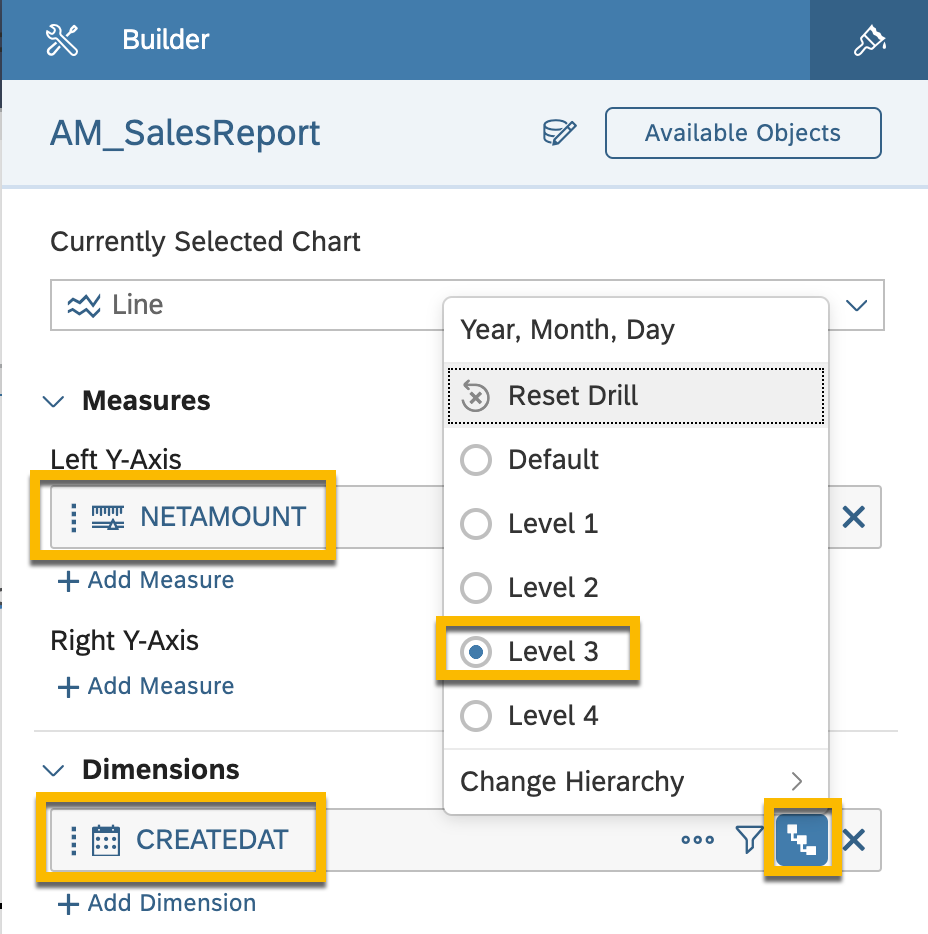 Builder
AM_SalesReport
Available Objects
Currently Selected Chart
Line
Year, Month, Day
Reset Drill
Measures
Default
Left Y-Axis
NETAMOUNT
Level 1
Add Measure
Level 2
Right Y-Axis
Level 3
Add Measure
Level 4
Dimensions
Change Hierarchy
CREATEDAT
Add Dimension